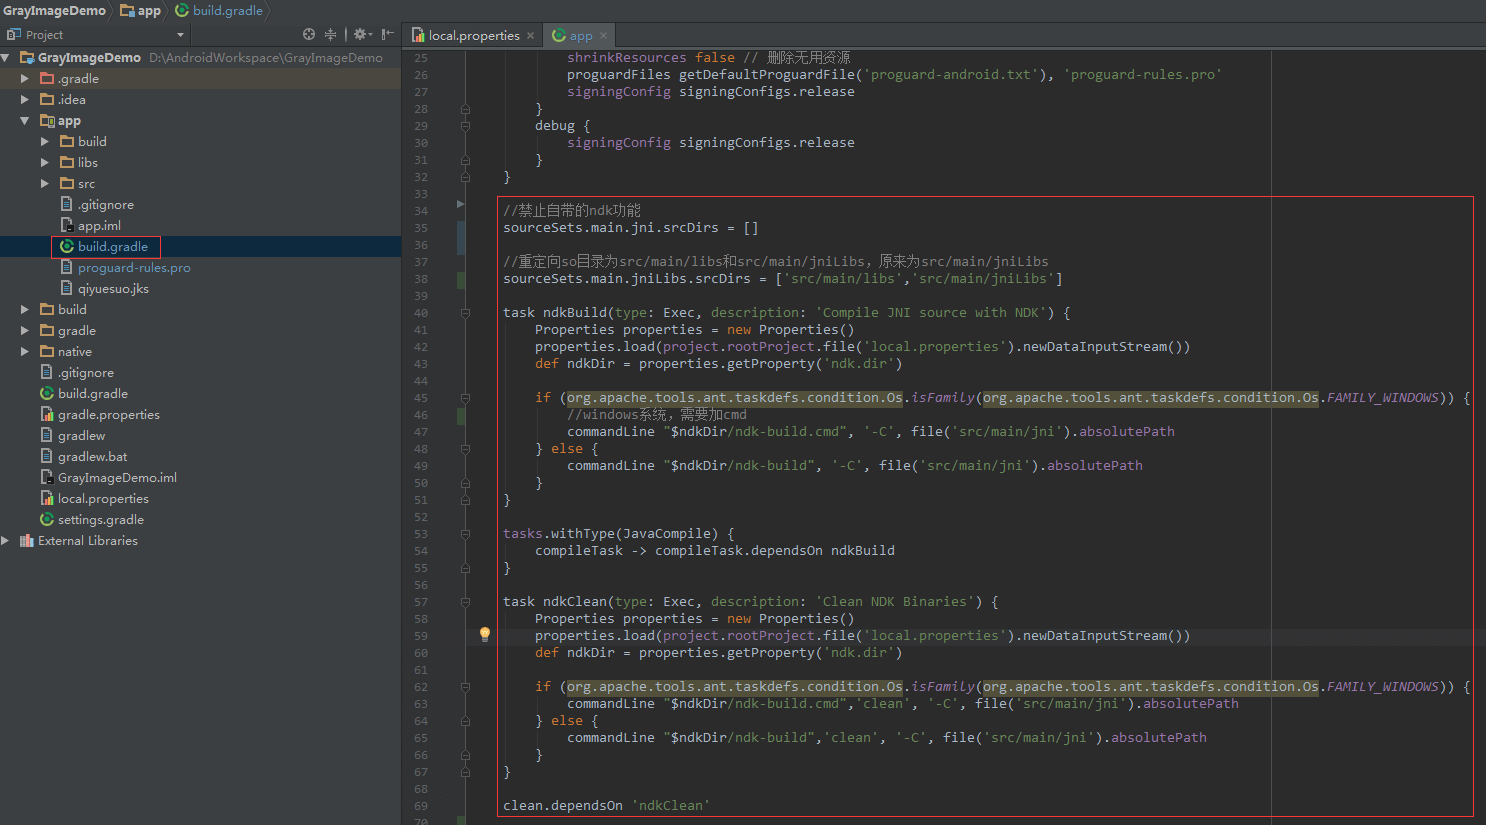 GrayImageDemo app build.gradle
Project
GrayImageDemo D:\AndroidWorkspace\GrayImageDemo
.gradle
.idea
app
build
libs
src
.gitignore
app.iml
build.gradle
proguard-rules.pro
qiyuesuo.jks
build
gradle
native
.gitignore
build.gradle
gradle.properties
gradlew
gradlew.bat
GrayImageDemo.iml
local.properties
settings.gradle
External Libraries
local.properties × app ×
25 shrinkResources false // 删除无用资源
26 proguardFiles getDefaultProguardFile('proguard-android.txt'), 'proguard-rules.pro'
27 signingConfig signingConfigs.release
28 }
29 debug {
30 signingConfig signingConfigs.release
31 }
32 }
33
34 //禁止自带的ndk功能
35 sourceSets.main.jni.srcDirs = []
36
37 //重定向so目录为src/main/libs和src/main/jniLibs，原来为src/main/jniLibs
38 sourceSets.main.jniLibs.srcDirs = ['src/main/libs','src/main/jniLibs']
39
40 task ndkBuild(type: Exec, description: 'Compile JNI source with NDK') {
41 Properties properties = new Properties()
42 properties.load(project.rootProject.file('local.properties').newDataInputStream())
43 def ndkDir = properties.getProperty('ndk.dir')
44
45 if (org.apache.tools.ant.taskdefs.condition.Os.isFamily(org.apache.tools.ant.taskdefs.condition.Os.FAMILY_WINDOWS)) {
46 //windows系统，需要加cmd
47 commandLine "$ndkDir/ndk-build.cmd", '-C', file('src/main/jni').absolutePath
48 } else {
49 commandLine "$ndkDir/ndk-build", '-C', file('src/main/jni').absolutePath
50 }
51 }
52
53 tasks.withType(JavaCompile) {
54 compileTask -> compileTask.dependsOn ndkBuild
55 }
56
57 task ndkClean(type: Exec, description: 'Clean NDK Binaries') {
58 Properties properties = new Properties()
59 properties.load(project.rootProject.file('local.properties').newDataInputStream())
60 def ndkDir = properties.getProperty('ndk.dir')
61
62 if (org.apache.tools.ant.taskdefs.condition.Os.isFamily(org.apache.tools.ant.taskdefs.condition.Os.FAMILY_WINDOWS)) {
63 commandLine "$ndkDir/ndk-build.cmd",'clean', '-C', file('src/main/jni').absolutePath
64 } else {
65 commandLine "$ndkDir/ndk-build",'clean', '-C', file('src/main/jni').absolutePath
66 }
67 }
68
69 clean.dependsOn 'ndkClean'
70